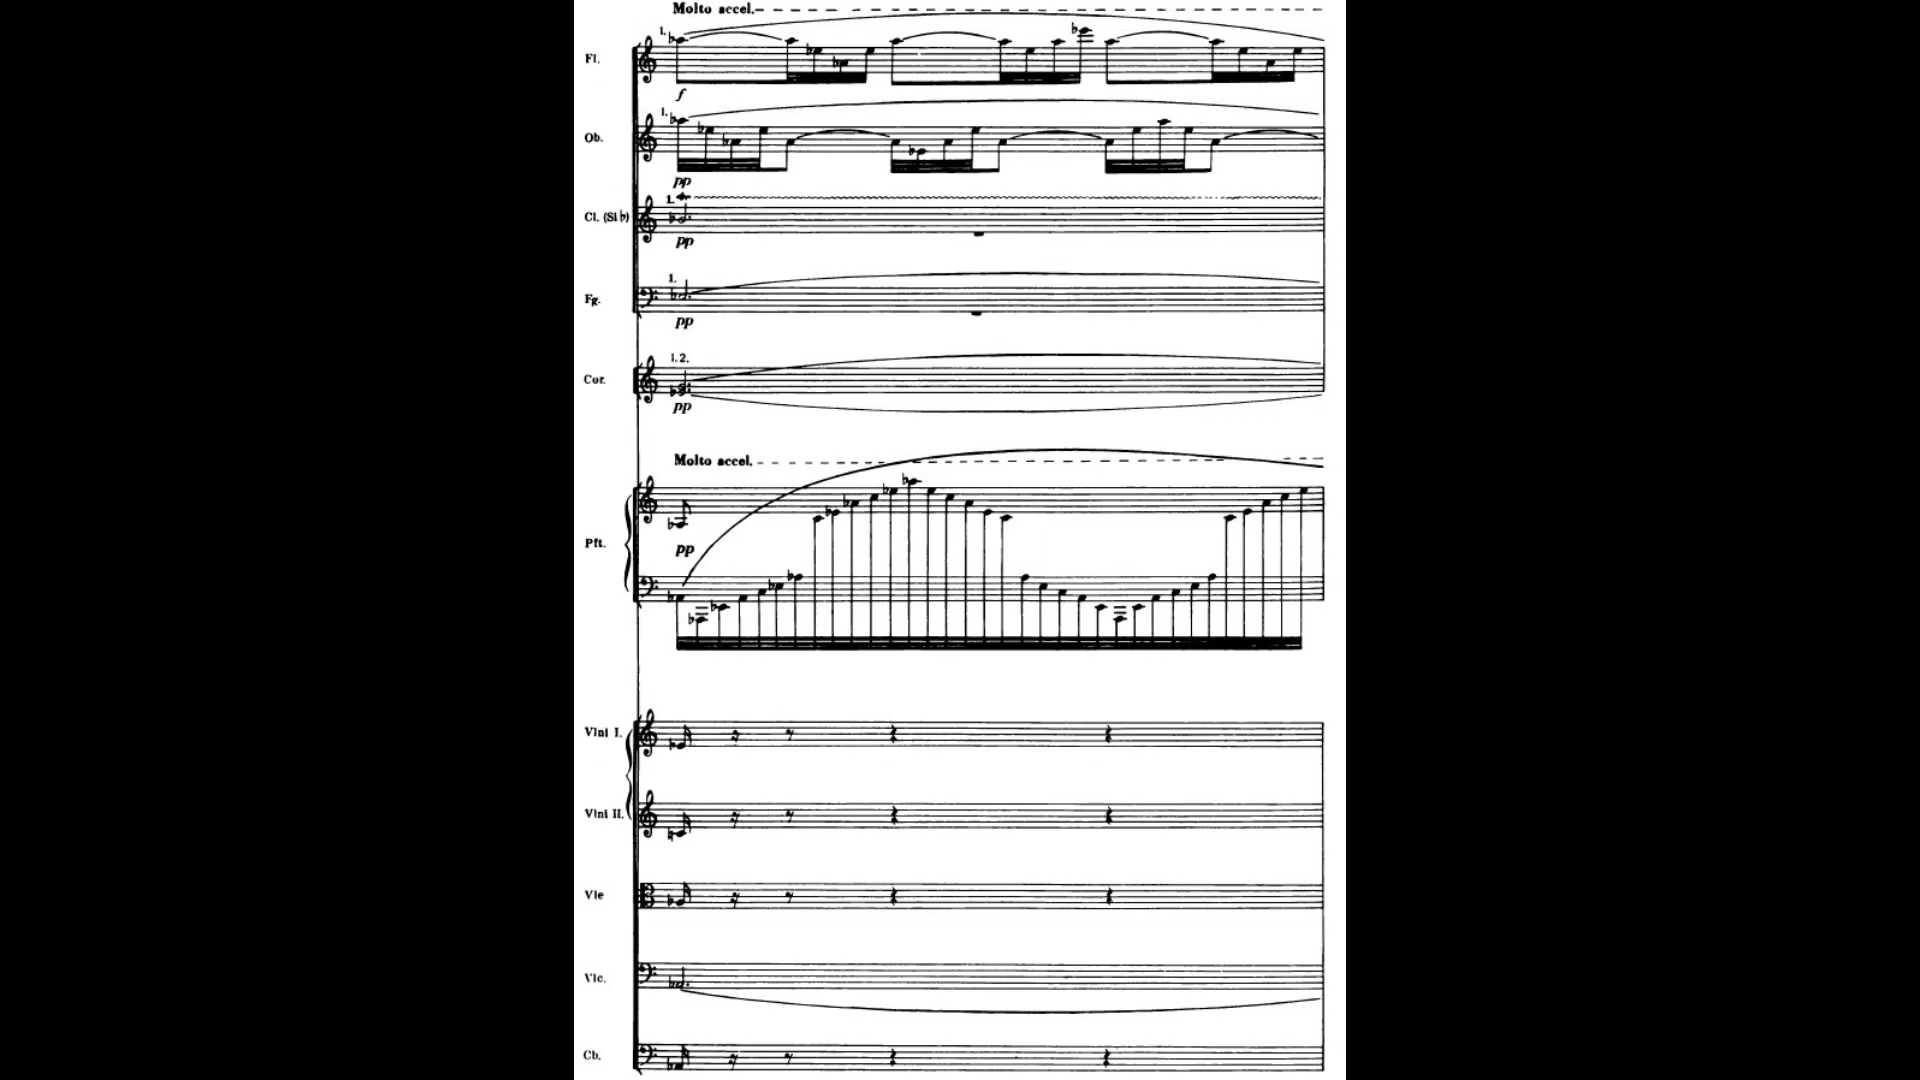 Molto accel.
1.
Fl.
f
1.
Ob.
pp
1. tr
Cl. (Si♭)
pp
1.
Fg.
pp
1.2.
Cor.
pp
Molto accel.
pp
Pft.
Vlni I.
Vlni II.
Vle
Vlc.
Cb.